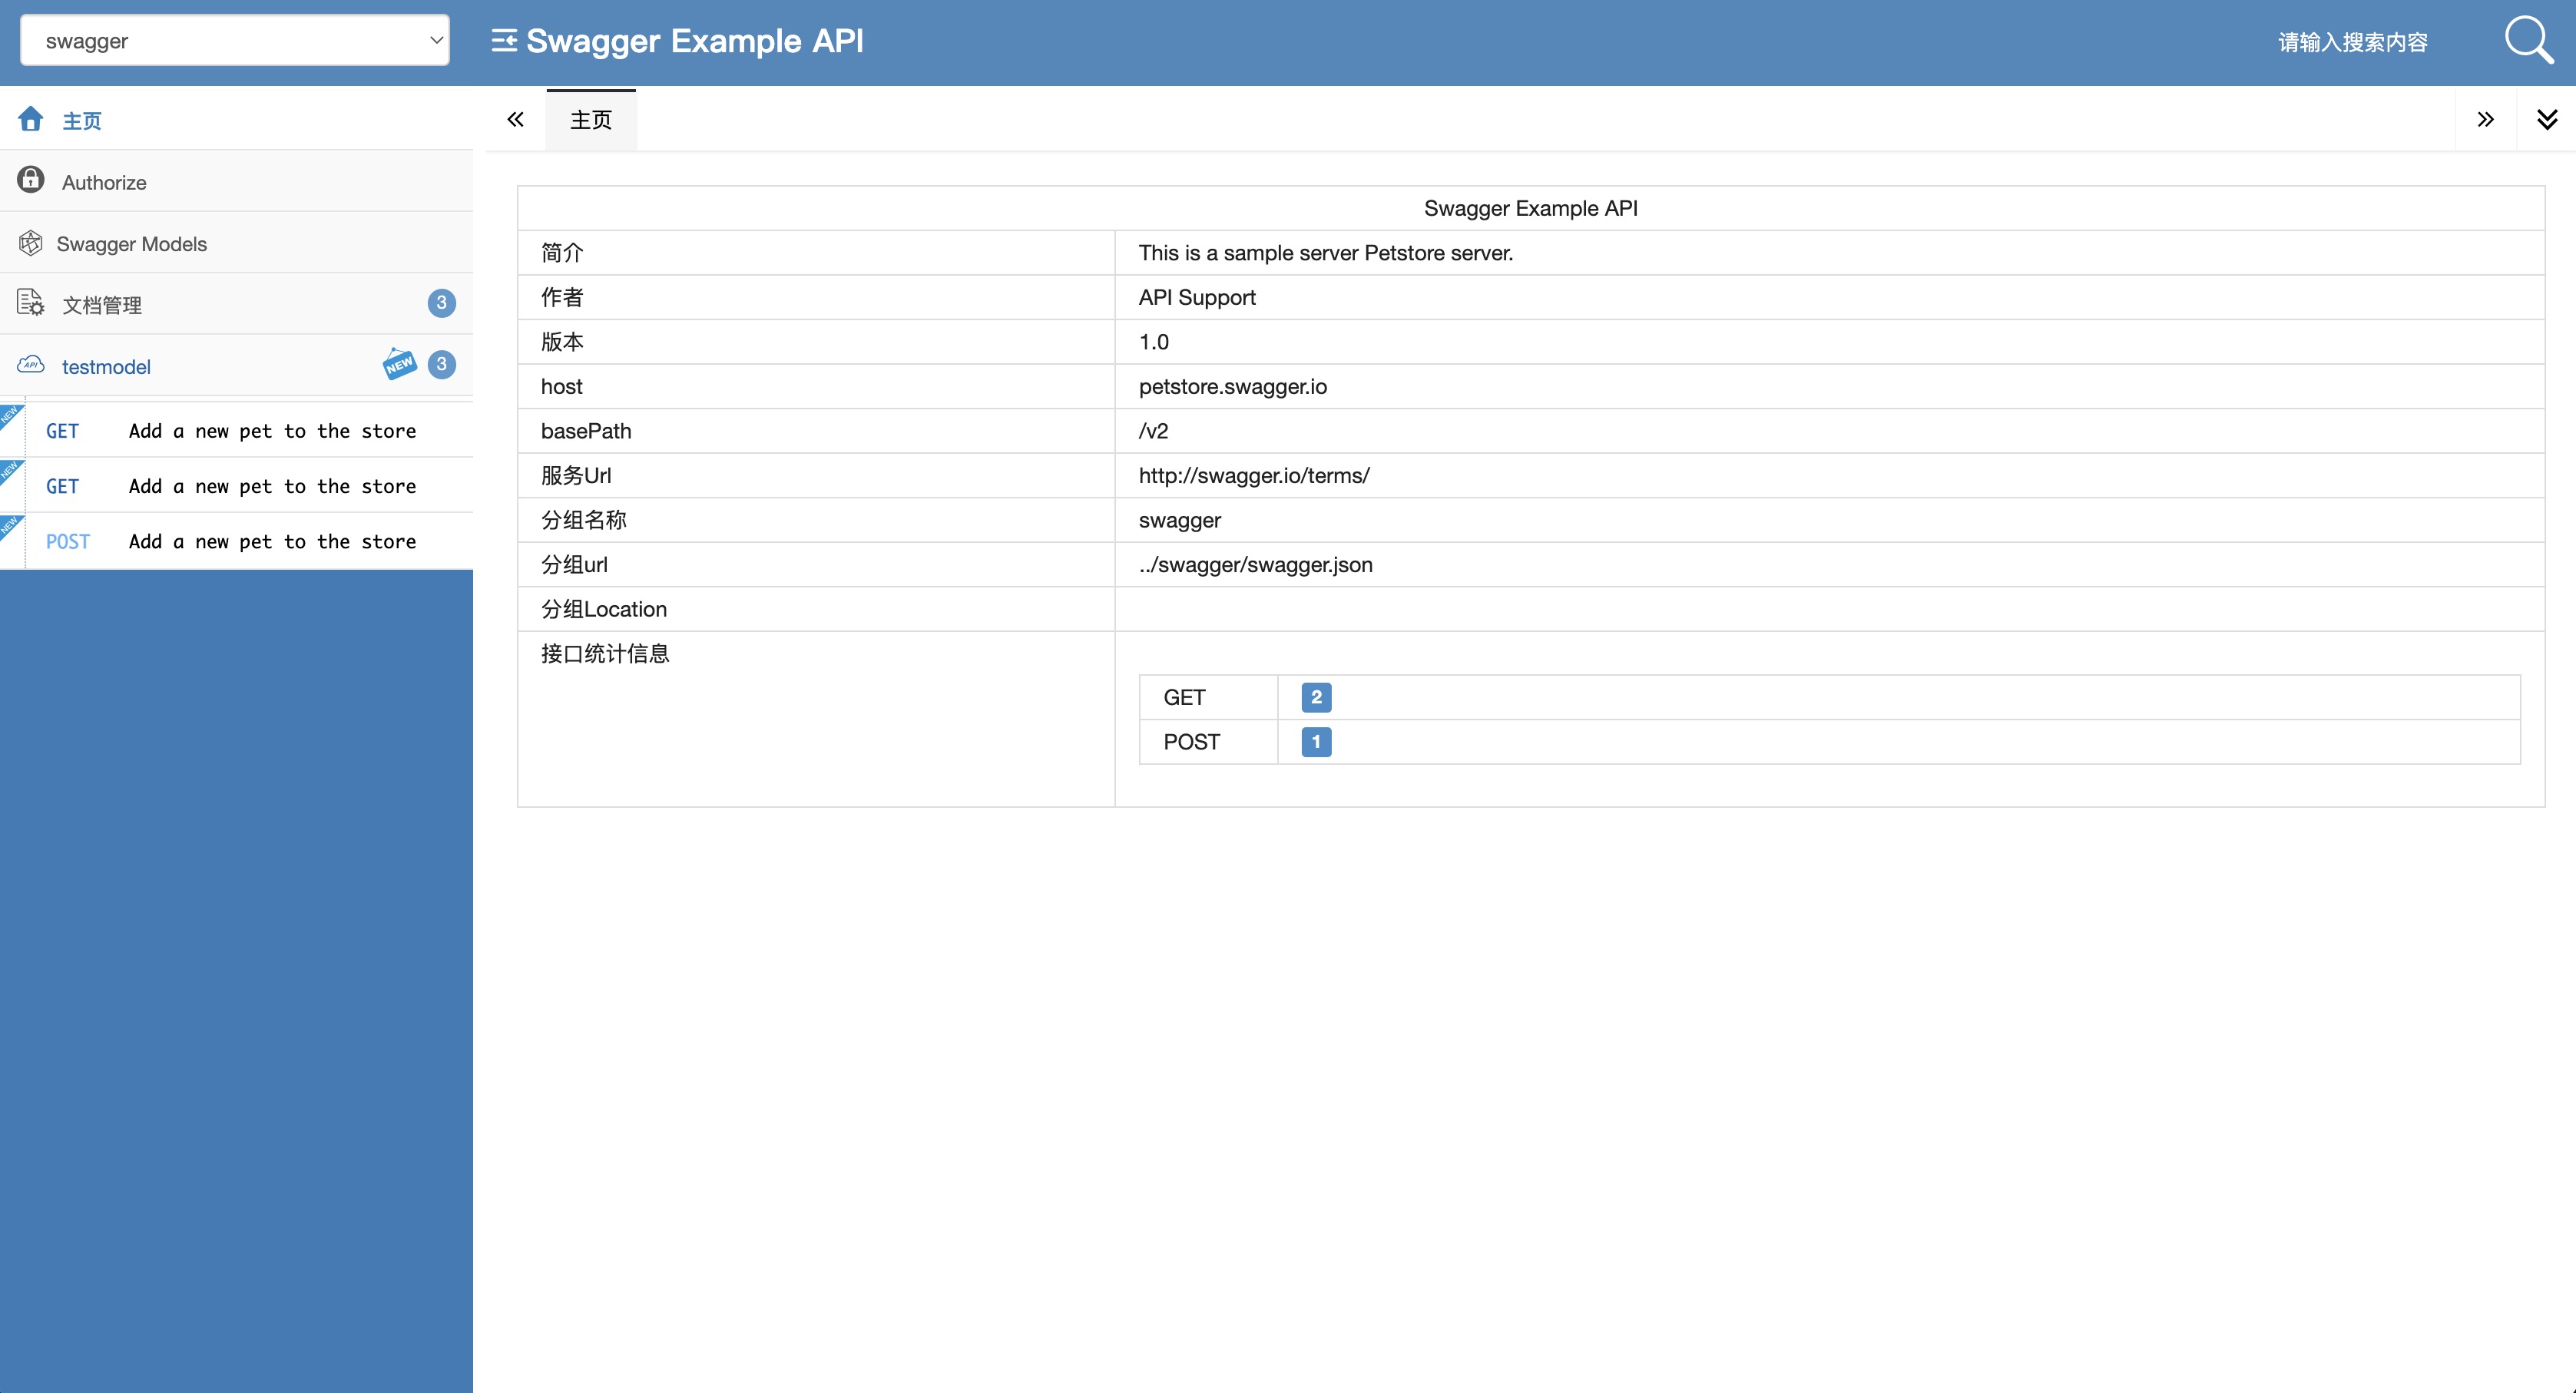 swagger
Swagger Example API
请输入搜索内容
主页
Authorize
Swagger Models
文档管理 3
testmodel NEW 3
NEW GET Add a new pet to the store
NEW GET Add a new pet to the store
NEW POST Add a new pet to the store
主页
Swagger Example API
简介 This is a sample server Petstore server.
作者 API Support
版本 1.0
host petstore.swagger.io
basePath /v2
服务Url http://swagger.io/terms/
分组名称 swagger
分组url ../swagger/swagger.json
分组Location
接口统计信息
GET 2
POST 1